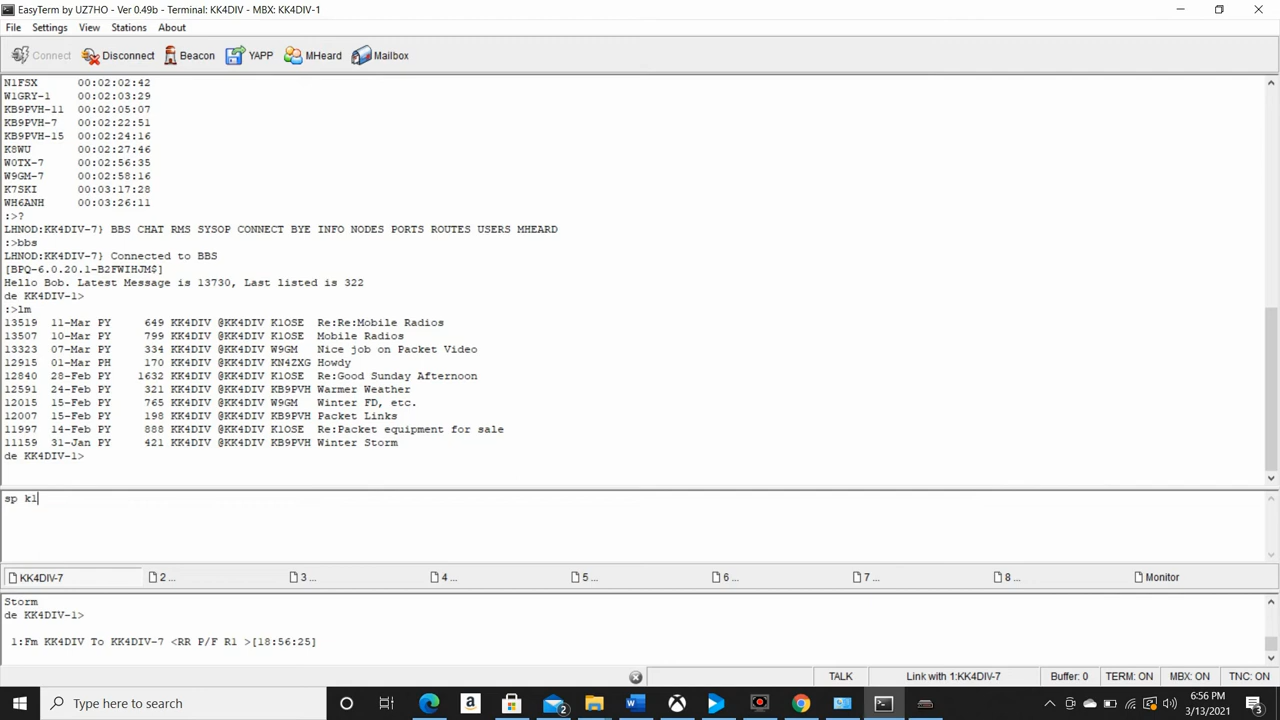 EasyTerm by UZ7HO - Ver 0.49b - Terminal: KK4DIV - MBX: KK4DIV-1
File Settings View Stations About
Connect Disconnect Beacon YAPP MHeard Mailbox
N1FSX 00:02:02:42
W1GRY-1 00:02:03:29
KB9PVH-11 00:02:05:07
KB9PVH-7 00:02:22:51
KB9PVH-15 00:02:24:16
K8WU 00:02:27:46
W0TX-7 00:02:56:35
W9GM-7 00:02:58:16
K7SKI 00:03:17:28
WH6ANH 00:03:26:11
:>?
LHNOD:KK4DIV-7} BBS CHAT RMS SYSOP CONNECT BYE INFO NODES PORTS ROUTES USERS MHEARD
:>bbs
LHNOD:KK4DIV-7} Connected to BBS
[BPQ-6.0.20.1-B2FWIHJM$]
Hello Bob. Latest Message is 13730, Last listed is 322
de KK4DIV-1>
:>lm
13519 11-Mar PY 649 KK4DIV @KK4DIV K1OSE Re:Re:Mobile Radios
13507 10-Mar PY 799 KK4DIV @KK4DIV K1OSE Mobile Radios
13323 07-Mar PY 334 KK4DIV @KK4DIV W9GM Nice job on Packet Video
12915 01-Mar PH 170 KK4DIV @KK4DIV KN4ZXG Howdy
12840 28-Feb PY 1632 KK4DIV @KK4DIV K1OSE Re:Good Sunday Afternoon
12591 24-Feb PY 321 KK4DIV @KK4DIV KB9PVH Warmer Weather
12015 15-Feb PY 765 KK4DIV @KK4DIV W9GM Winter FD, etc.
12007 15-Feb PY 198 KK4DIV @KK4DIV KB9PVH Packet Links
11997 14-Feb PY 888 KK4DIV @KK4DIV K1OSE Re:Packet equipment for sale
11159 31-Jan PY 421 KK4DIV @KK4DIV KB9PVH Winter Storm
de KK4DIV-1>
sp k1
KK4DIV-7 2 ... 3 ... 4 ... 5 ... 6 ... 7 ... 8 ... Monitor
Storm
de KK4DIV-1>
1:Fm KK4DIV To KK4DIV-7 <RR P/F R1 >[18:56:25]
TALK Link with 1:KK4DIV-7 Buffer: 0 TERM: ON MBX: ON TNC: ON
Type here to search
2
6:56 PM
3/13/2021
3